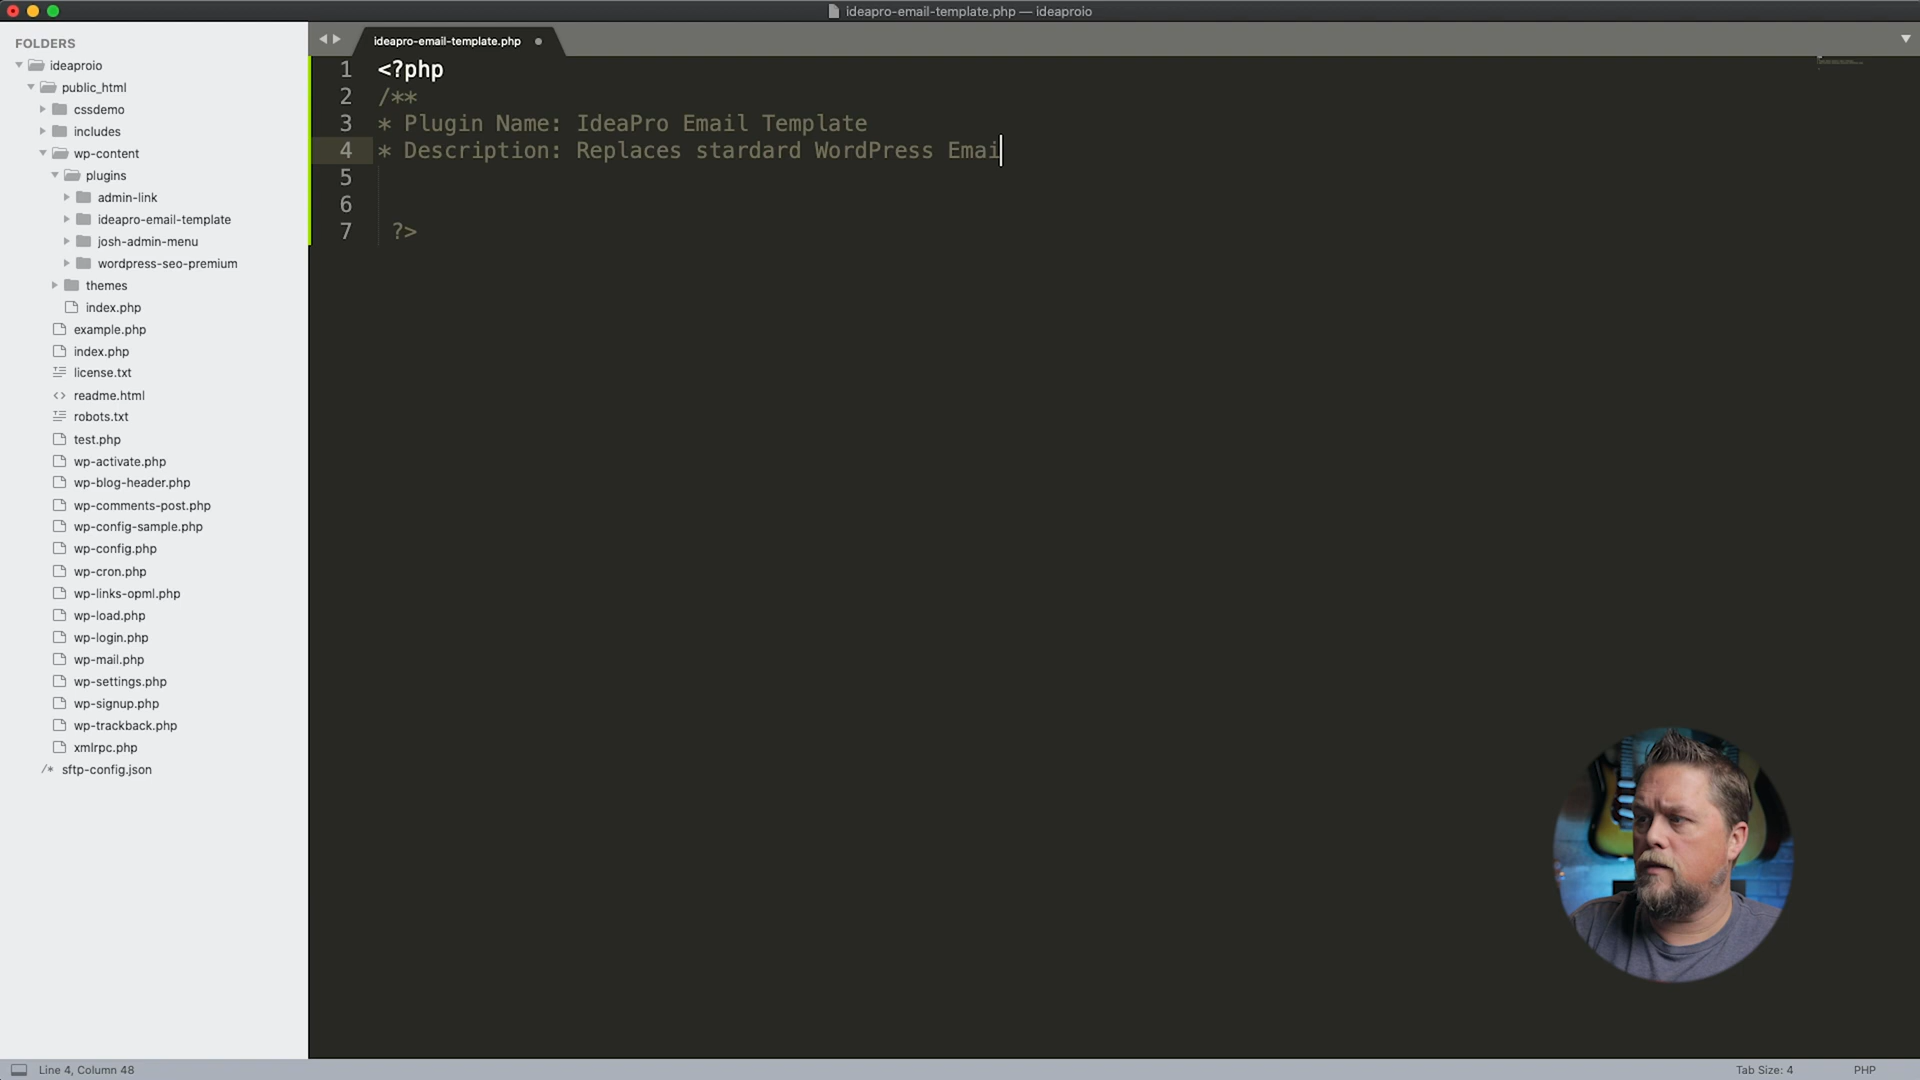 ideapro-email-template.php — ideaproio
FOLDERS
ideaproio
public_html
cssdemo
includes
wp-content
plugins
admin-link
ideapro-email-template
josh-admin-menu
wordpress-seo-premium
themes
index.php
example.php
index.php
license.txt
<> readme.html
robots.txt
test.php
wp-activate.php
wp-blog-header.php
wp-comments-post.php
wp-config-sample.php
wp-config.php
wp-cron.php
wp-links-opml.php
wp-load.php
wp-login.php
wp-mail.php
wp-settings.php
wp-signup.php
wp-trackback.php
xmlrpc.php
/* sftp-config.json
ideapro-email-template.php
1 <?php
2 /**
3 * Plugin Name: IdeaPro Email Template
4 * Description: Replaces stardard WordPress Emai
5
6
7 ?>
Line 4, Column 48
Tab Size: 4
PHP